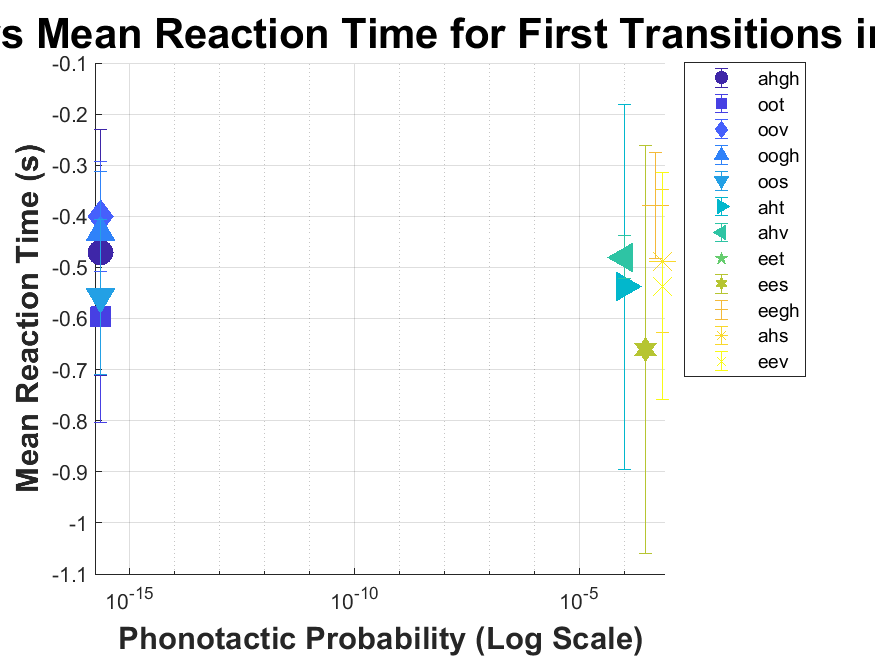 vs Mean Reaction Time for First Transitions in
-0.1
-0.2
-0.3
-0.4
-0.5
-0.6
-0.7
-0.8
-0.9
-1
-1.1
Mean Reaction Time (s)
10^-15
10^-10
10^-5
Phonotactic Probability (Log Scale)
ahgh
oot
oov
oogh
oos
aht
ahv
eet
ees
eegh
ahs
eev